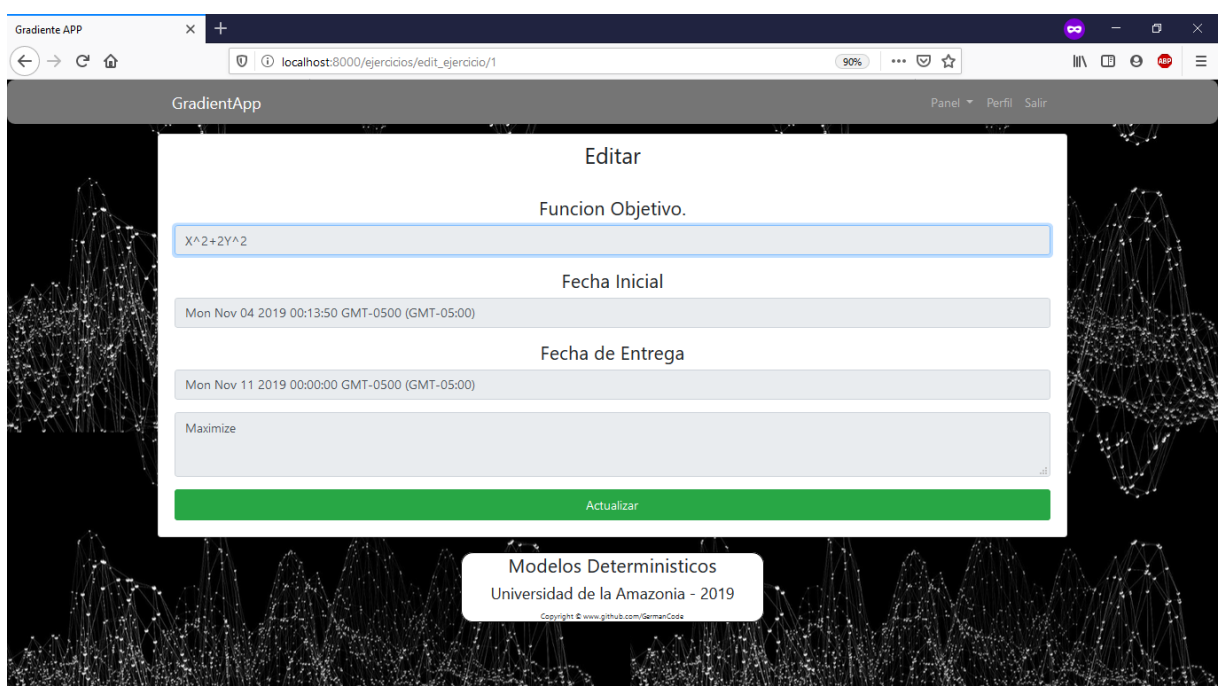 Gradiente APP
localhost:8000/ejercicios/edit_ejercicio/1
90%
ABP
GradientApp
Panel
Perfil
Salir
Editar
Funcion Objetivo.
X^2+2Y^2
Fecha Inicial
Mon Nov 04 2019 00:13:50 GMT-0500 (GMT-05:00)
Fecha de Entrega
Mon Nov 11 2019 00:00:00 GMT-0500 (GMT-05:00)
Maximize
Actualizar
Modelos Deterministicos
Universidad de la Amazonia - 2019
Copyright © www.github.com/GermanCode